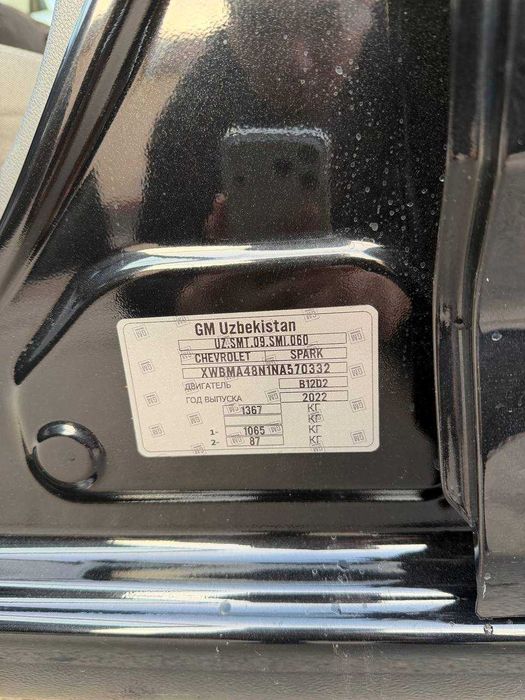 GM Uzbekistan
UZ.SMT.09.SMI.060
CHEVROLET SPARK
XWBMA48N1NA570332
ДВИГАТЕЛЬ B12D2
ГОД ВЫПУСКА 2022
1367 КГ
КГ
1- 1065 КГ
2- 87 КГ